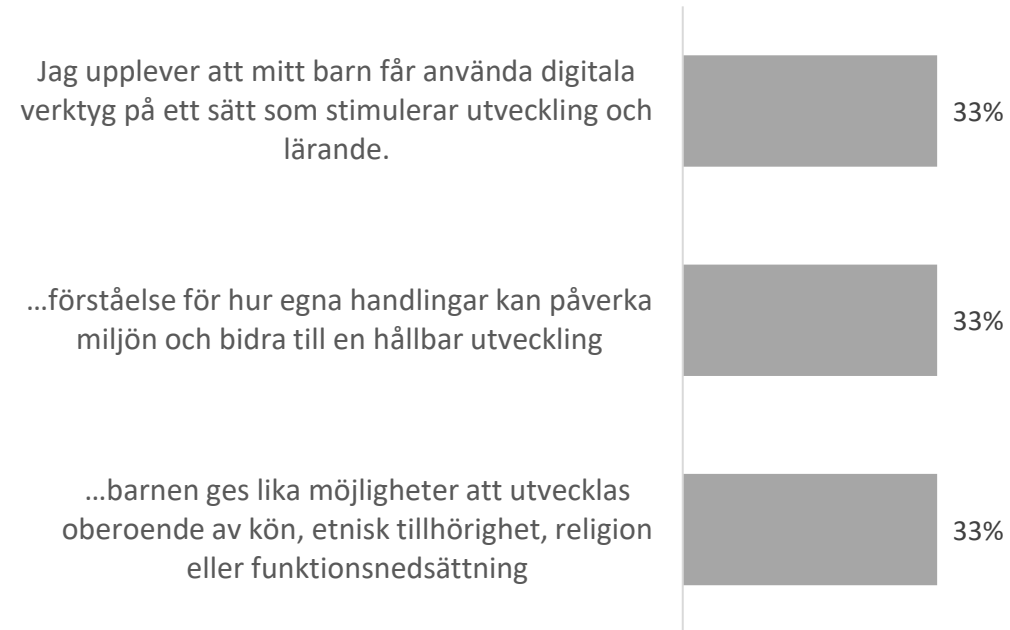 Jag upplever att mitt barn får använda digitala
verktyg på ett sätt som stimulerar utveckling och
lärande.
33%
...förståelse för hur egna handlingar kan påverka
miljön och bidra till en hållbar utveckling
33%
...barnen ges lika möjligheter att utvecklas
oberoende av kön, etnisk tillhörighet, religion
eller funktionsnedsättning
33%